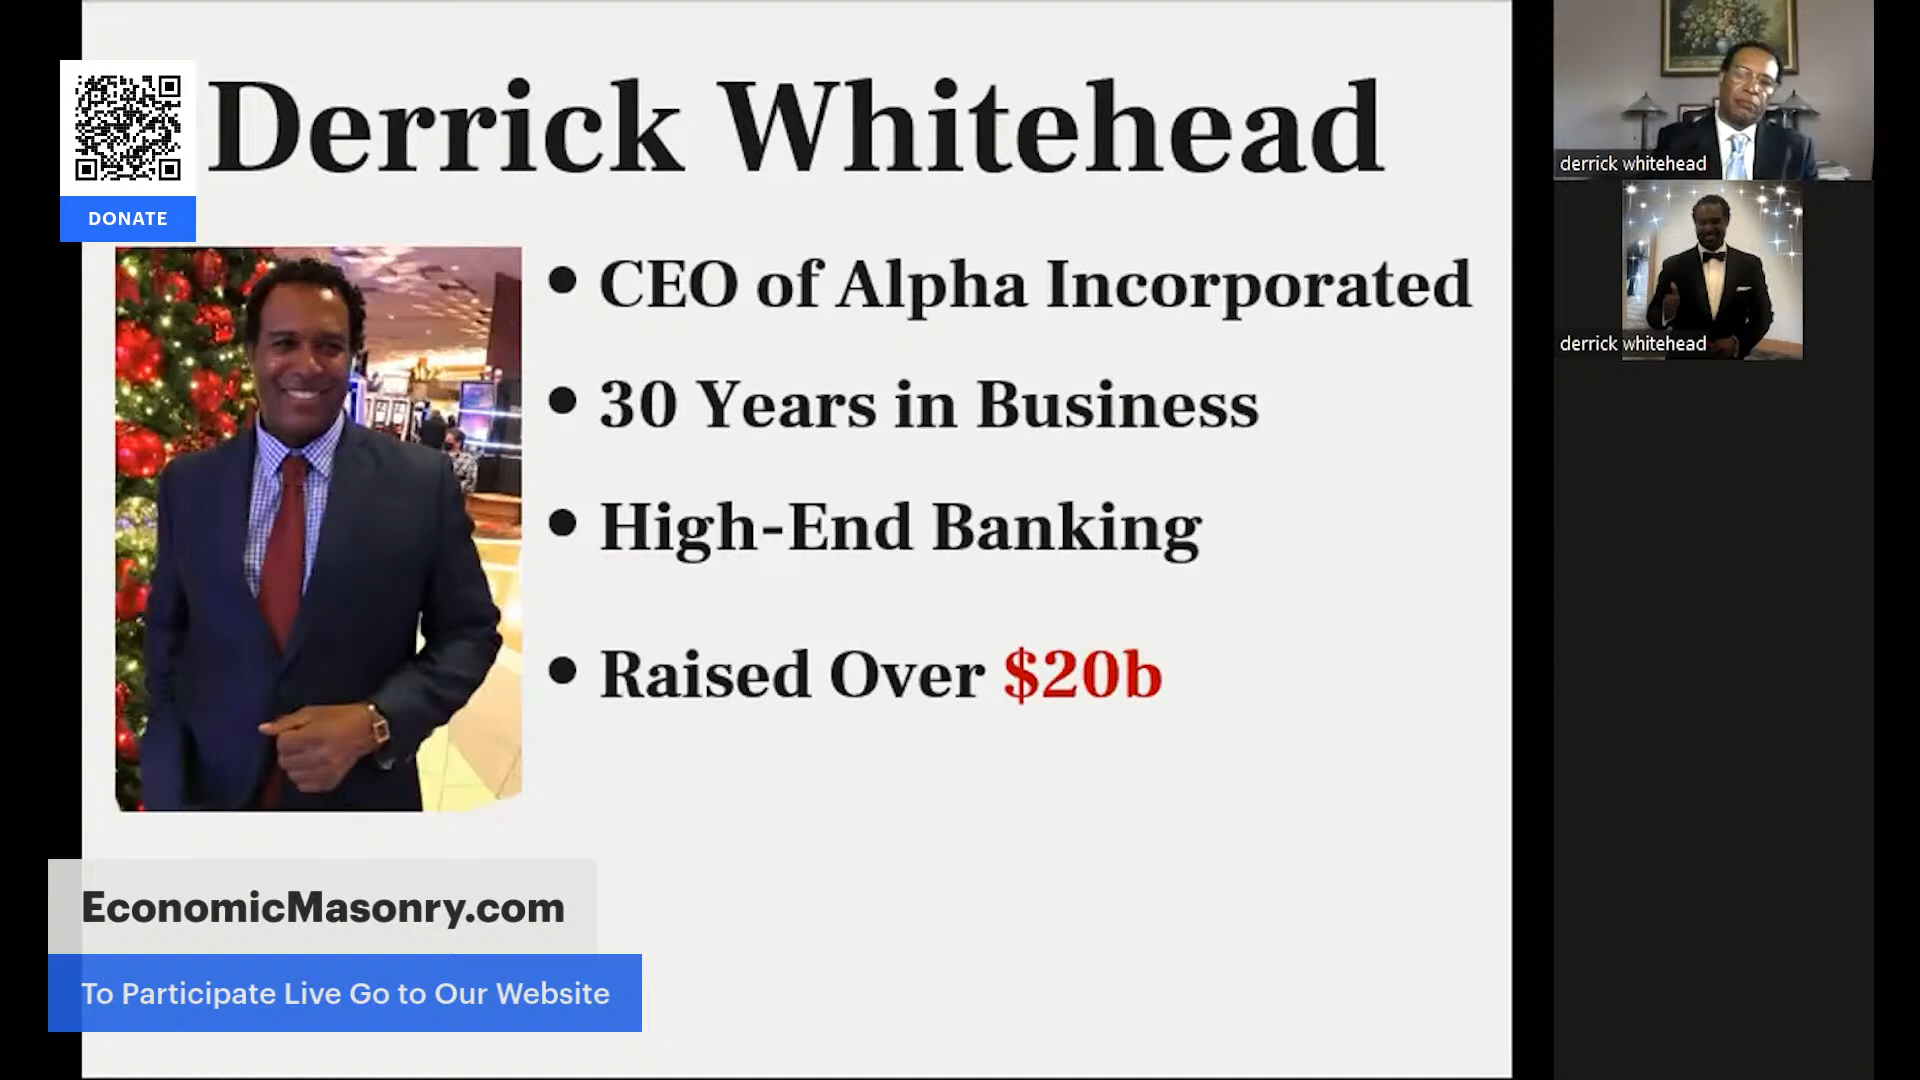 Derrick Whitehead
DONATE
• CEO of Alpha Incorporated
• 30 Years in Business
• High-End Banking
• Raised Over $20b
EconomicMasonry.com
To Participate Live Go to Our Website
derrick whitehead
derrick whitehead